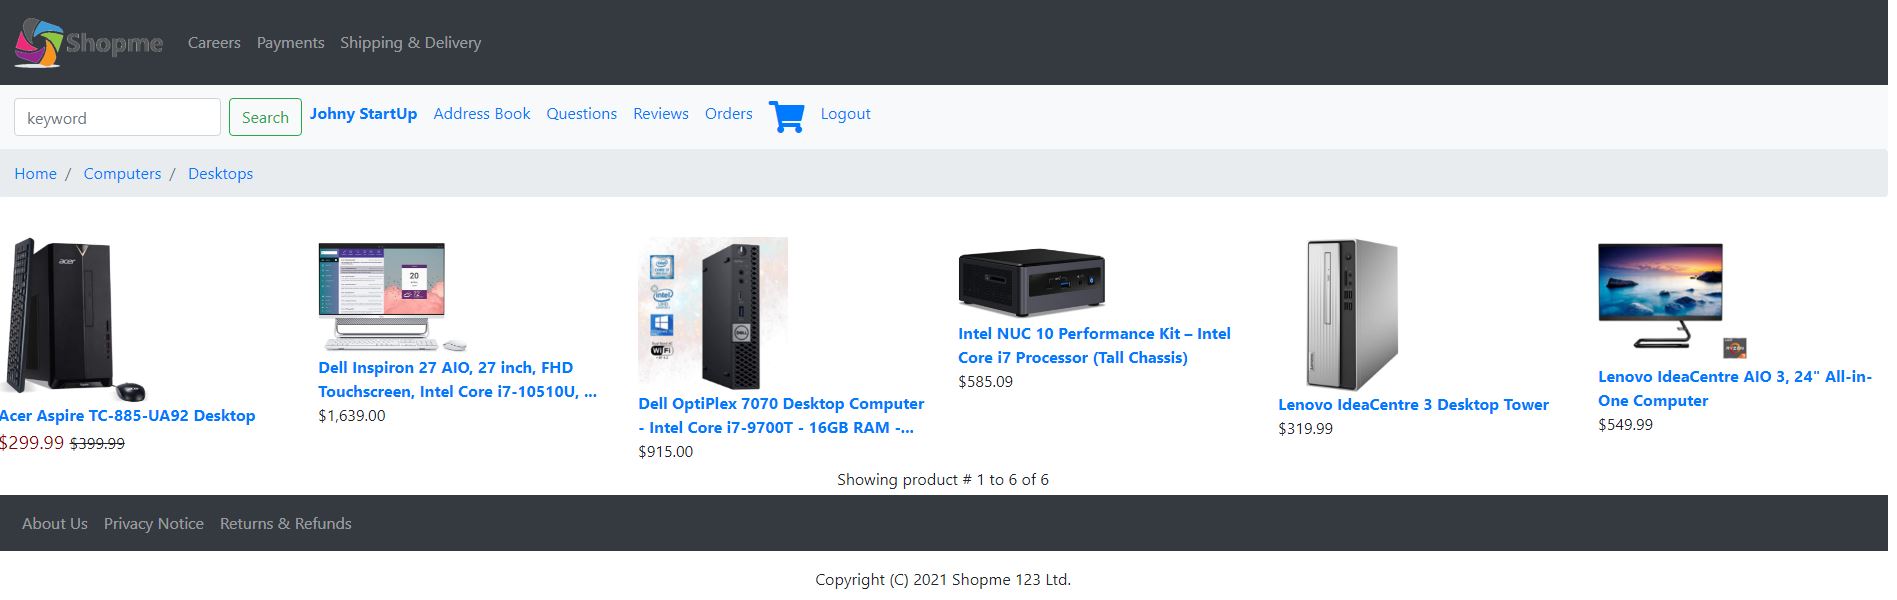 Shopme Careers Payments Shipping & Delivery
keyword Search Johny StartUp Address Book Questions Reviews Orders Logout
Home / Computers / Desktops
acer
20
72
DELL
Acer Aspire TC-885-UA92 Desktop
$299.99 $399.99
Dell Inspiron 27 AIO, 27 inch, FHD
Touchscreen, Intel Core i7-10510U, ...
$1,639.00
Dell OptiPlex 7070 Desktop Computer
- Intel Core i7-9700T - 16GB RAM -...
$915.00
Intel NUC 10 Performance Kit – Intel
Core i7 Processor (Tall Chassis)
$585.09
Lenovo IdeaCentre 3 Desktop Tower
$319.99
Lenovo IdeaCentre AIO 3, 24" All-in-
One Computer
$549.99
Showing product # 1 to 6 of 6
About Us Privacy Notice Returns & Refunds
Copyright (C) 2021 Shopme 123 Ltd.